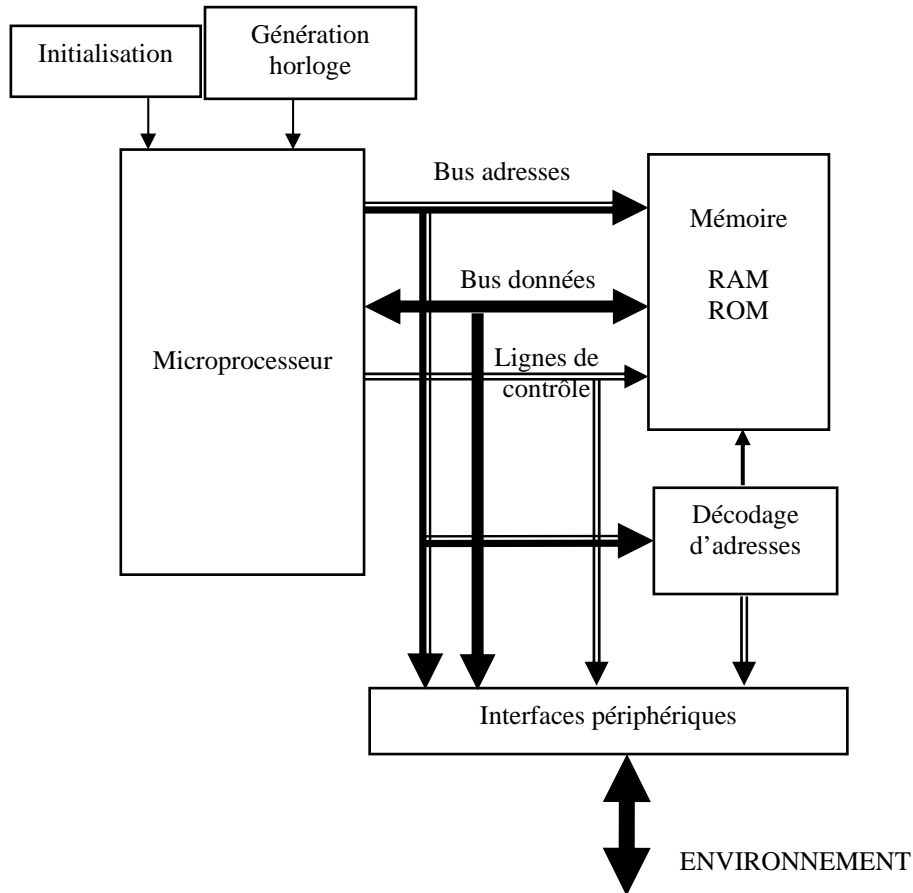 Initialisation
Génération
horloge
Bus adresses
Mémoire
RAM
ROM
Bus données
Microprocesseur
Lignes de
contrôle
Décodage
d’adresses
Interfaces périphériques
ENVIRONNEMENT